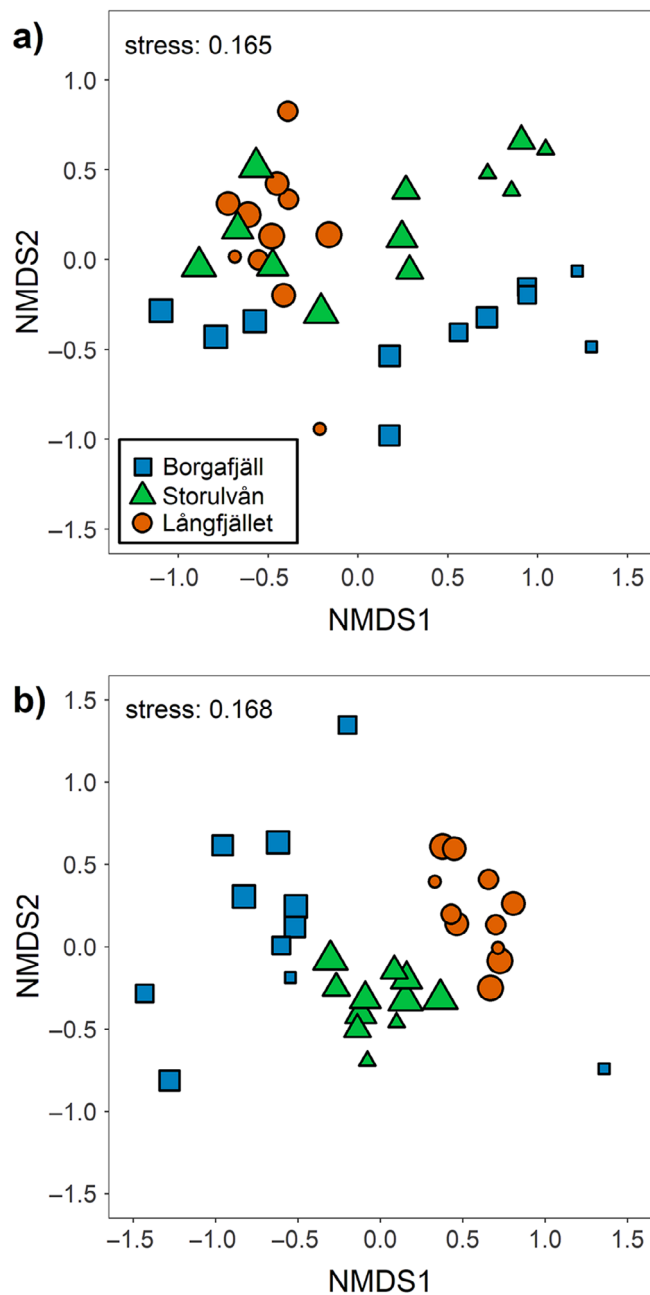 a)
stress: 0.165
1.0
0.5
0.0
−0.5
−1.0
−1.5
NMDS2
Borgafjäll
Storulvån
Långfjället
−1.0 −0.5 0.0 0.5 1.0 1.5
NMDS1
b)
stress: 0.168
1.5
1.0
0.5
0.0
−0.5
−1.0
−1.5
NMDS2
−1.5 −1.0 −0.5 0.0 0.5 1.0 1.5
NMDS1